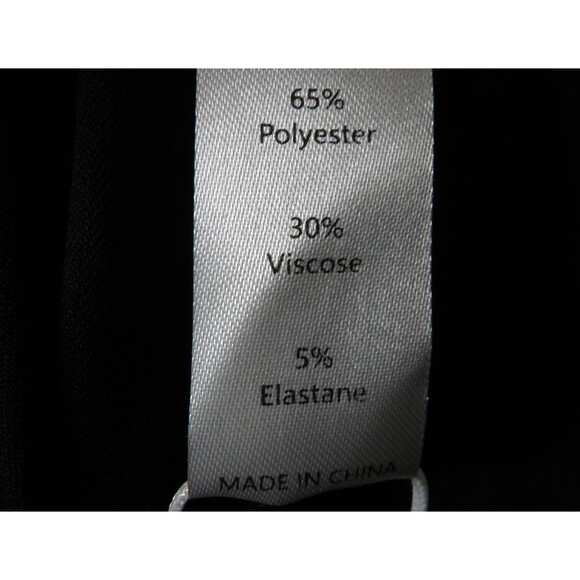 65%
Polyester
30%
Viscose
5%
Elastane
MADE IN CHINA